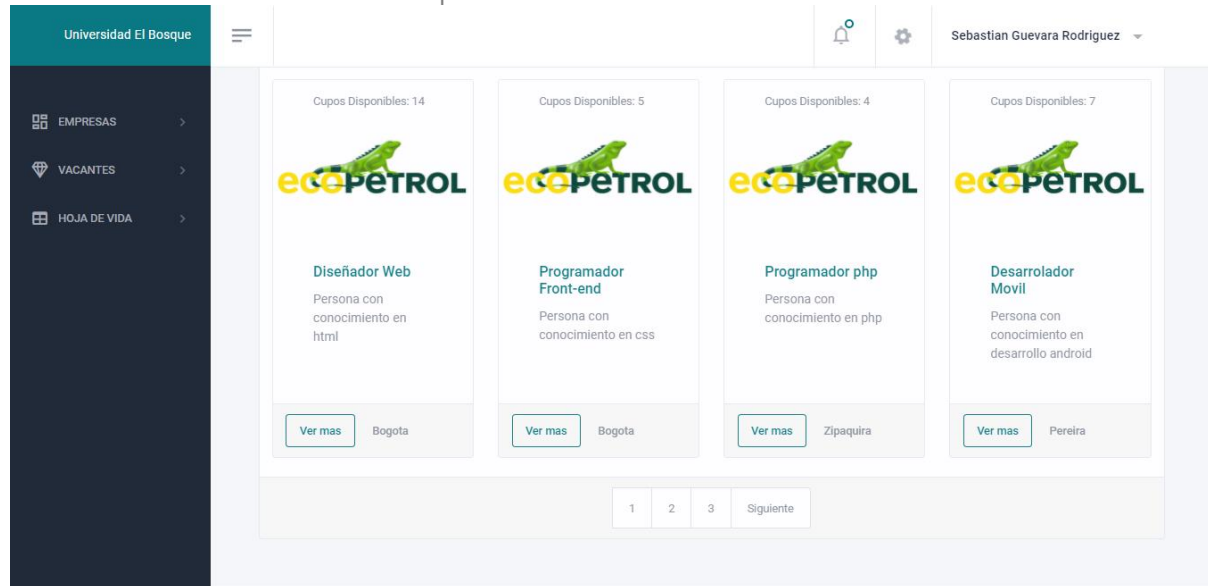 Universidad El Bosque
Sebastian Guevara Rodriguez
EMPRESAS
VACANTES
HOJA DE VIDA
Cupos Disponibles: 14
ecopetrol
Diseñador Web
Persona con
conocimiento en
html
Ver mas
Bogota
Cupos Disponibles: 5
ecopetrol
Programador
Front-end
Persona con
conocimiento en css
Ver mas
Bogota
Cupos Disponibles: 4
ecopetrol
Programador php
Persona con
conocimiento en php
Ver mas
Zipaquira
Cupos Disponibles: 7
ecopetrol
Desarrolador
Movil
Persona con
conocimiento en
desarrollo android
Ver mas
Pereira
1 2 3 Siguiente